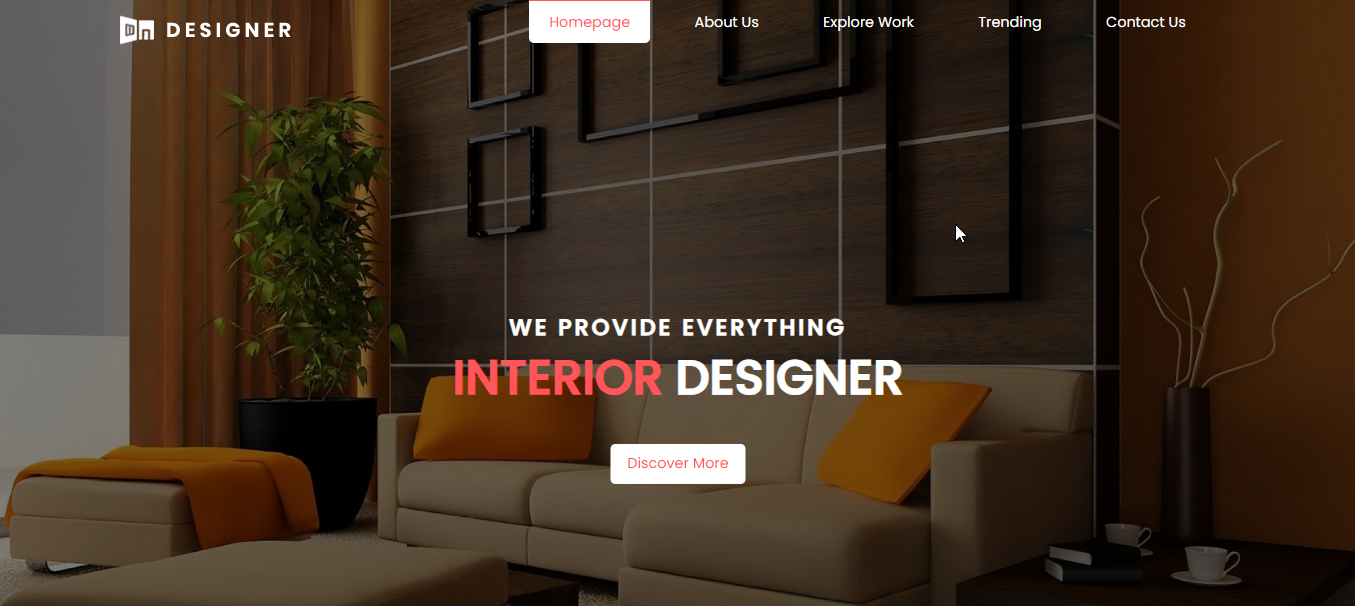 DESIGNER
Homepage About Us Explore Work Trending Contact Us
WE PROVIDE EVERYTHING
INTERIOR DESIGNER
Discover More